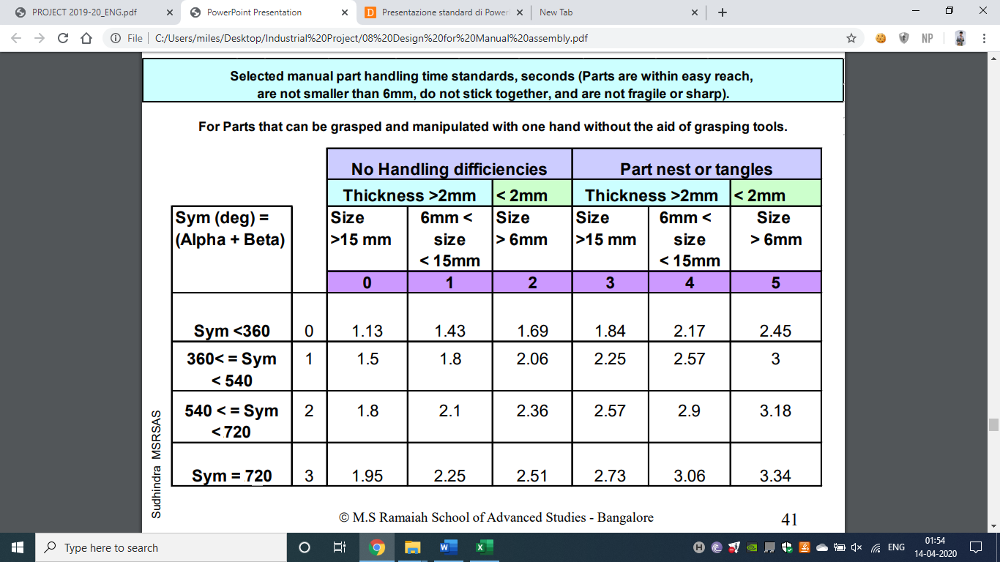 PROJECT 2019-20_ENG.pdf
PowerPoint Presentation
Presentazione standard di Power
New Tab
File
C:/Users/miles/Desktop/Industrial%20Project/08%20Design%20for%20Manual%20assembly.pdf
NP
Selected manual part handling time standards, seconds (Parts are within easy reach,
are not smaller than 6mm, do not stick together, and are not fragile or sharp).
For Parts that can be grasped and manipulated with one hand without the aid of grasping tools.
No Handling difficiencies Part nest or tangles
Thickness >2mm < 2mm Thickness >2mm < 2mm
Sym (deg) = Size 6mm < Size Size 6mm < Size
(Alpha + Beta) >15 mm size > 6mm >15 mm size > 6mm
< 15mm < 15mm
0 1 2 3 4 5
Sym <360 0 1.13 1.43 1.69 1.84 2.17 2.45
360< = Sym 1 1.5 1.8 2.06 2.25 2.57 3
< 540
540 < = Sym 2 1.8 2.1 2.36 2.57 2.9 3.18
< 720
Sym = 720 3 1.95 2.25 2.51 2.73 3.06 3.34
Sudhindra MSRSAS
© M.S Ramaiah School of Advanced Studies - Bangalore
41
Type here to search
ENG
01:54
14-04-2020